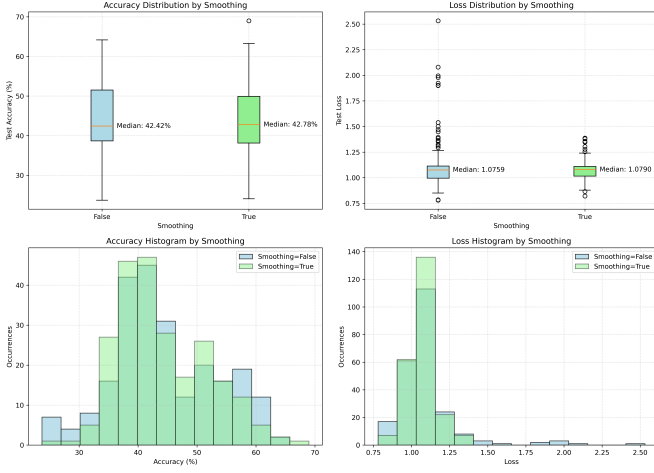 Accuracy Distribution by Smoothing
70
60
50
40
30
Test Accuracy (%)
Median: 42.42%
Median: 42.78%
False
True
Smoothing
Loss Distribution by Smoothing
2.50
2.25
2.00
1.75
1.50
1.25
1.00
0.75
Test Loss
Median: 1.0759
Median: 1.0790
False
True
Smoothing
Accuracy Histogram by Smoothing
Smoothing=False
Smoothing=True
40
30
20
10
0
Occurrences
30
40
50
60
70
Accuracy (%)
Loss Histogram by Smoothing
Smoothing=False
Smoothing=True
140
120
100
80
60
40
20
0
Occurrences
0.75
1.00
1.25
1.50
1.75
2.00
2.25
2.50
Loss